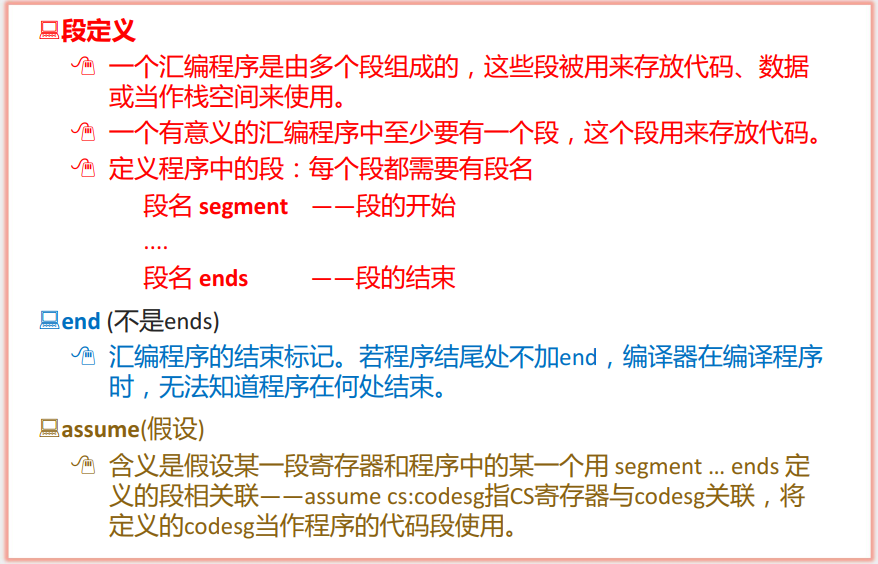 段定义
一个汇编程序是由多个段组成的，这些段被用来存放代码、数据
或当作栈空间来使用。
一个有意义的汇编程序中至少要有一个段，这个段用来存放代码。
定义程序中的段：每个段都需要有段名
段名 segment ——段的开始
....
段名 ends ——段的结束
end (不是ends)
汇编程序的结束标记。若程序结尾处不加end，编译器在编译程序
时，无法知道程序在何处结束。
assume(假设)
含义是假设某一段寄存器和程序中的某一个用 segment ... ends 定
义的段相关联——assume cs:codesg指CS寄存器与codesg关联，将
定义的codesg当作程序的代码段使用。